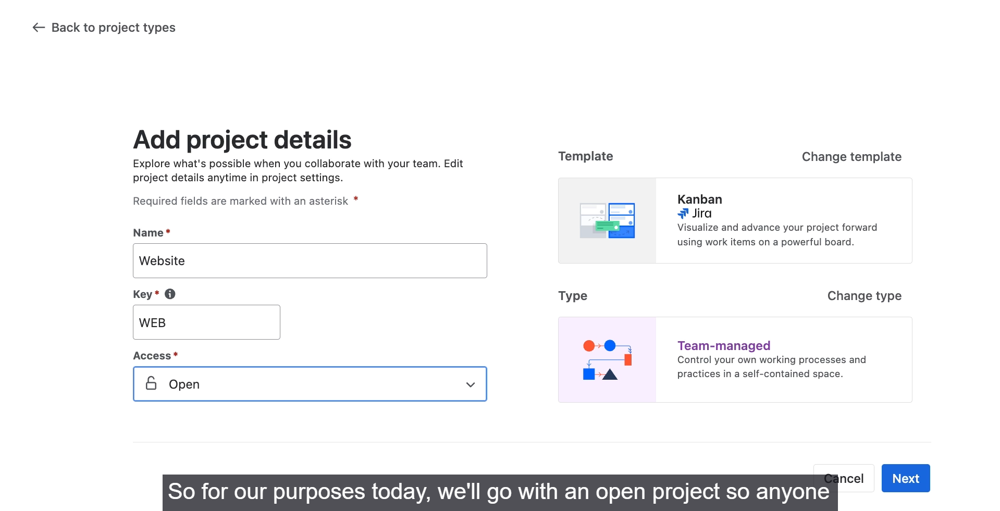 Back to project types
Add project details
Explore what's possible when you collaborate with your team. Edit
project details anytime in project settings.
Required fields are marked with an asterisk *
Name *
Website
Key *
WEB
Access *
Open
Template
Change template
Kanban
Jira
Visualize and advance your project forward
using work items on a powerful board.
Type
Change type
Team-managed
Control your own working processes and
practices in a self-contained space.
Cancel
Next
So for our purposes today, we'll go with an open project so anyone